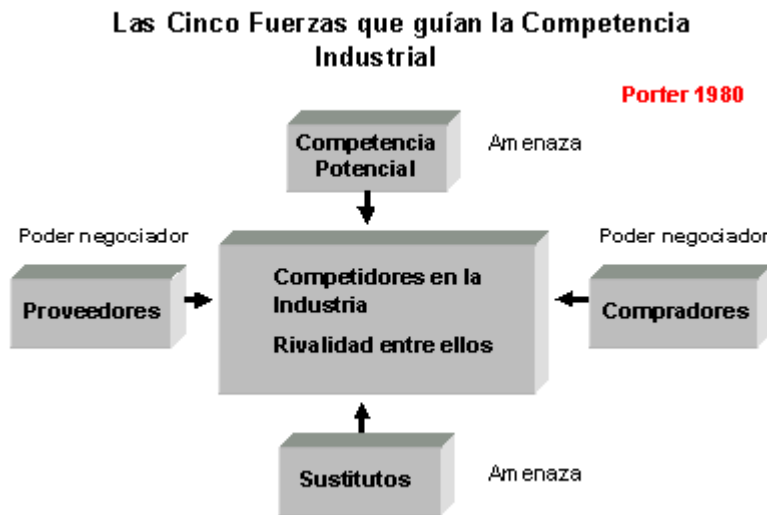 Las Cinco Fuerzas que guían la Competencia
Industrial
Porter 1980
Competencia
Potencial
Amenaza
Poder negociador
Poder negociador
Proveedores
Competidores en la
Industria
Rivalidad entre ellos
Compradores
Sustitutos
Amenaza